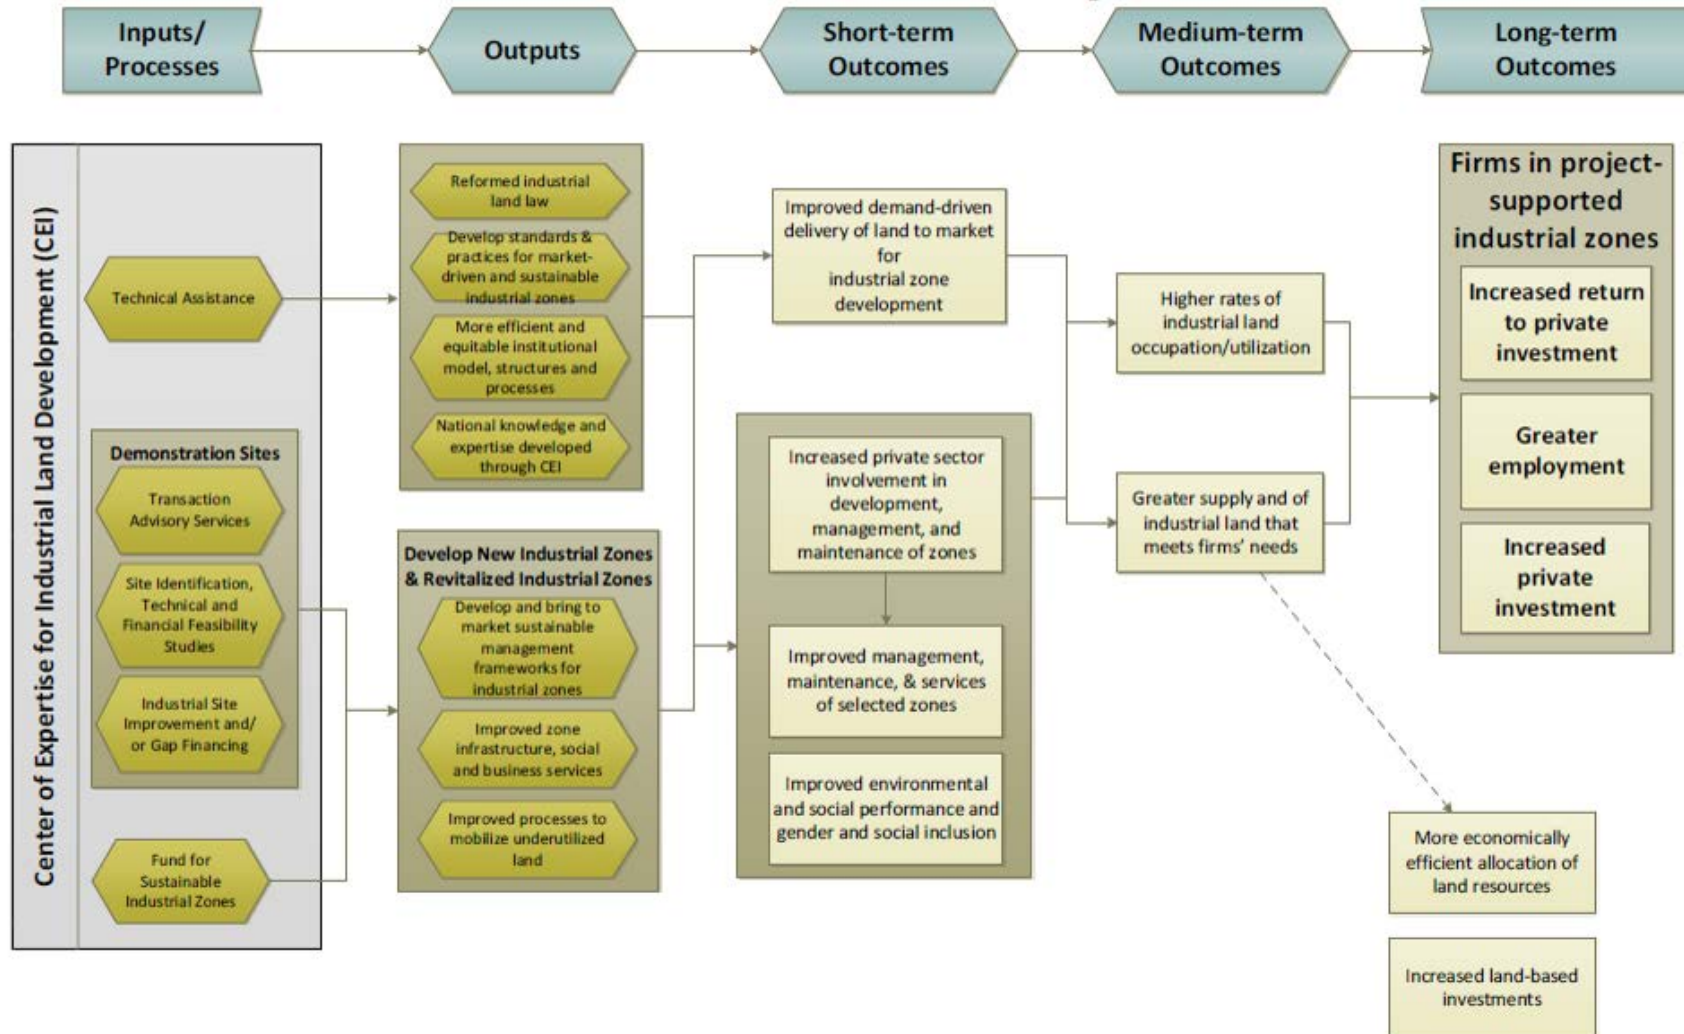 Inputs/
Processes
Outputs
Short-term
Outcomes
Medium-term
Outcomes
Long-term
Outcomes
Center of Expertise for Industrial Land Development (CEI)
Technical Assistance
Demonstration Sites
Transaction
Advisory Services
Site Identification,
Technical and
Financial Feasibility
Studies
Industrial Site
Improvement and/
or Gap Financing
Fund for
Sustainable
Industrial Zones
Reformed industrial
land law
Develop standards &
practices for market-
driven and sustainable
industrial zones
More efficient and
equitable institutional
model, structures and
processes
National knowledge and
expertise developed
through CEI
Develop New Industrial Zones
& Revitalized Industrial Zones
Develop and bring to
market sustainable
management
frameworks for
industrial zones
Improved zone
infrastructure, social
and business services
Improved processes to
mobilize underutilized
land
Improved demand-driven
delivery of land to market
for
industrial zone
development
Increased private sector
involvement in
development,
management, and
maintenance of zones
Improved management,
maintenance, & services
of selected zones
Improved environmental
and social performance and
gender and social inclusion
Higher rates of
industrial land
occupation/utilization
Greater supply and of
industrial land that
meets firms' needs
Firms in project-
supported
industrial zones
Increased return
to private
investment
Greater
employment
Increased
private
investment
More economically
efficient allocation of
land resources
Increased land-based
investments